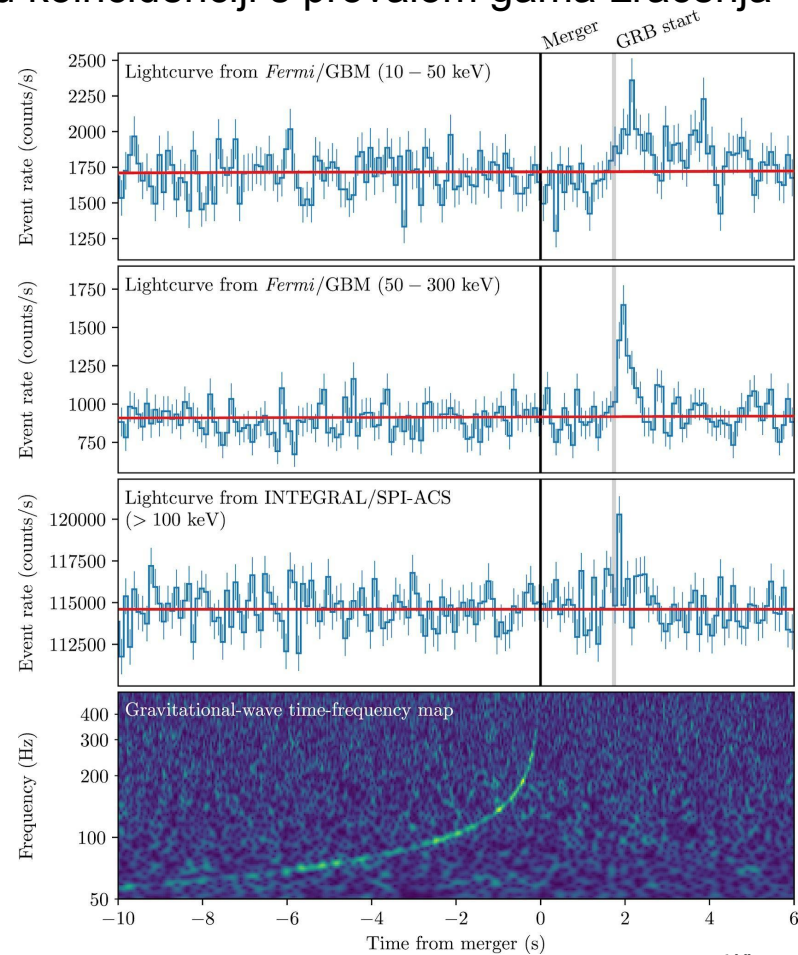 s provalom gama-zračenja
Merger
GRB start
2500
Lightcurve from Fermi/GBM (10 − 50 keV)
2250
2000
1750
1500
1250
Event rate (counts/s)
1750
Lightcurve from Fermi/GBM (50 − 300 keV)
1500
1250
1000
750
Event rate (counts/s)
Lightcurve from INTEGRAL/SPI-ACS
(> 100 keV)
120000
117500
115000
112500
Event rate (counts/s)
Gravitational-wave time-frequency map
400
300
200
100
50
Frequency (Hz)
−10 −8 −6 −4 −2 0 2 4 6
Time from merger (s)